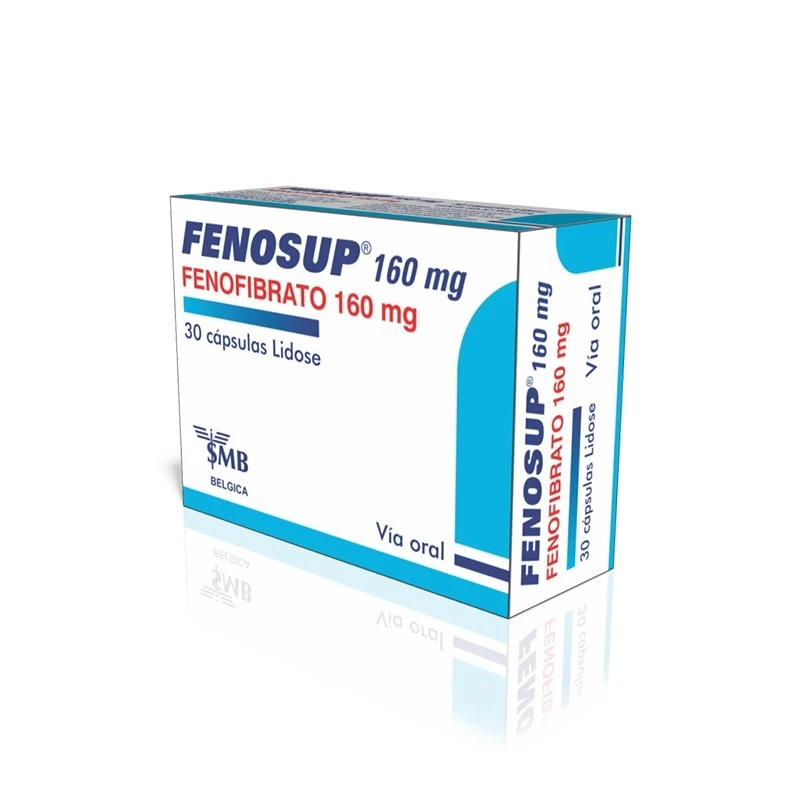 FENOSUP® 160 mg
FENOFIBRATO 160 mg
30 cápsulas Lidose
SMB
BELGICA
Vía oral
FENOSUP® 160 mg
FENOFIBRATO 160 mg
30 cápsulas Lidose
Vía oral